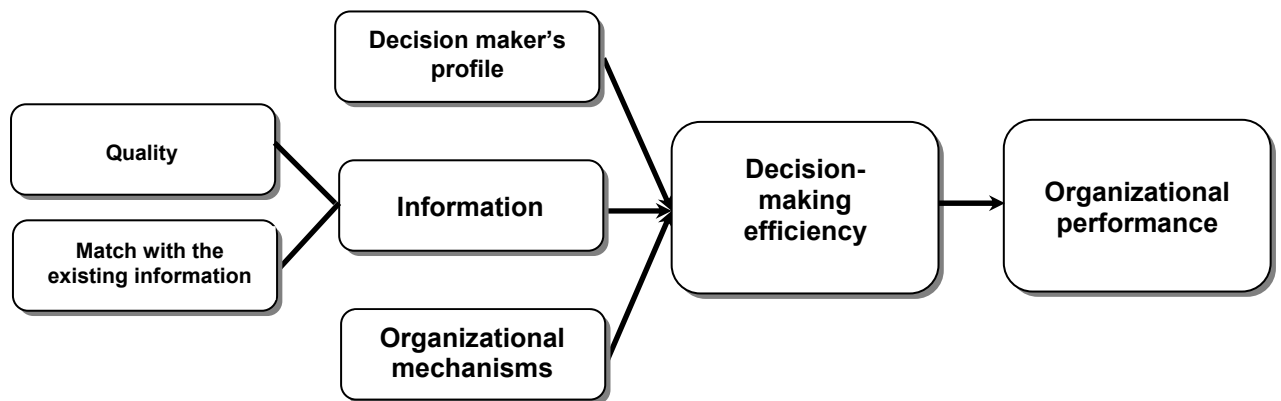 Decision maker’s
profile
Quality
Match with the
existing information
Information
Organizational
mechanisms
Decision-
making
efficiency
Organizational
performance